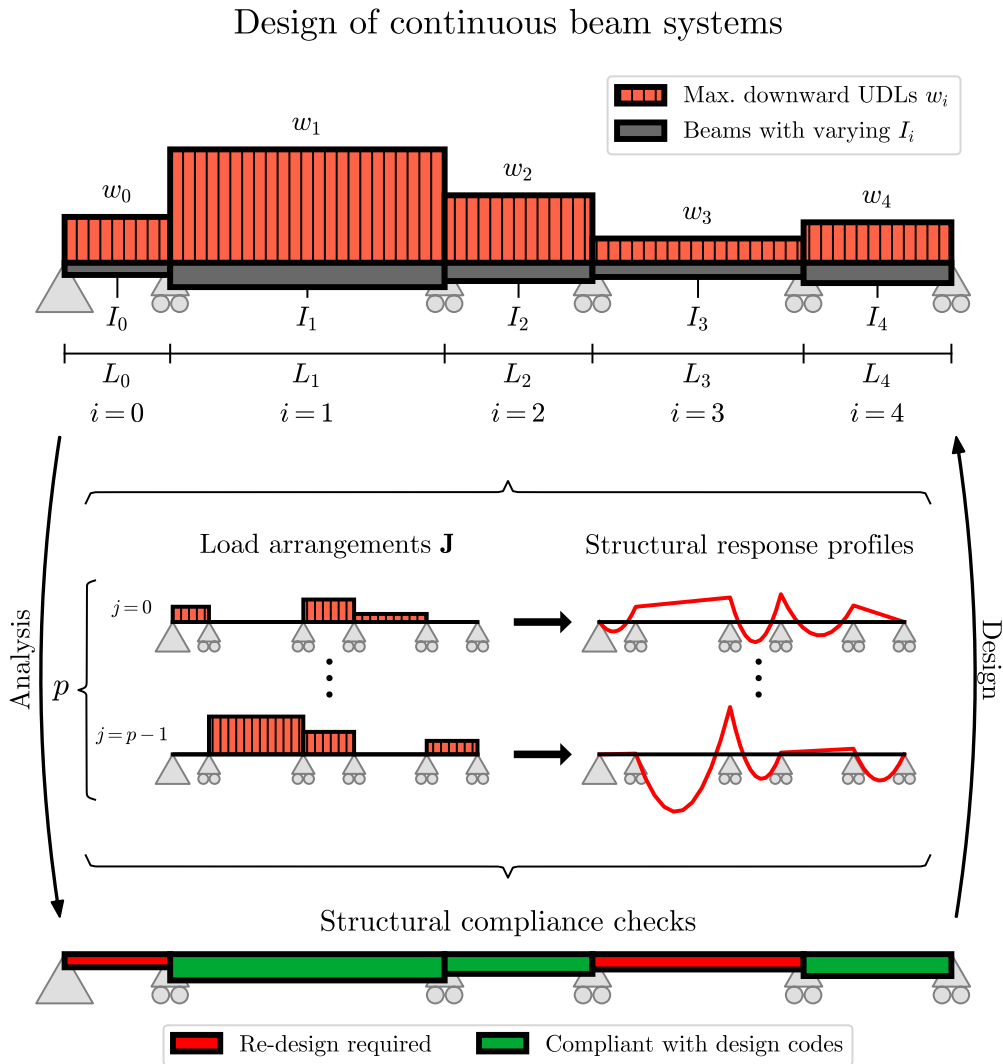 Design of continuous beam systems
Max. downward UDLs $w_i$
Beams with varying $I_i$
$w_0$ $w_1$ $w_2$ $w_3$ $w_4$
$I_0$ $I_1$ $I_2$ $I_3$ $I_4$
$L_0$ $L_1$ $L_2$ $L_3$ $L_4$
$i = 0$ $i = 1$ $i = 2$ $i = 3$ $i = 4$
Analysis
Design
Load arrangements $\mathbf{J}$
Structural response profiles
$j = 0$
$p$
$j = p - 1$
Structural compliance checks
Re-design required
Compliant with design codes